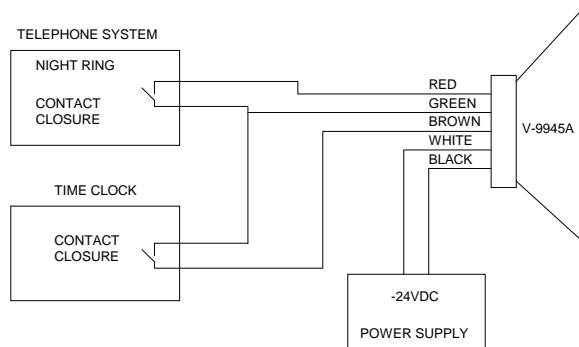 TELEPHONE SYSTEM
NIGHT RING
CONTACT
CLOSURE
RED
GREEN
BROWN
WHITE
BLACK
V-9945A
TIME CLOCK
CONTACT
CLOSURE
-24VDC
POWER SUPPLY